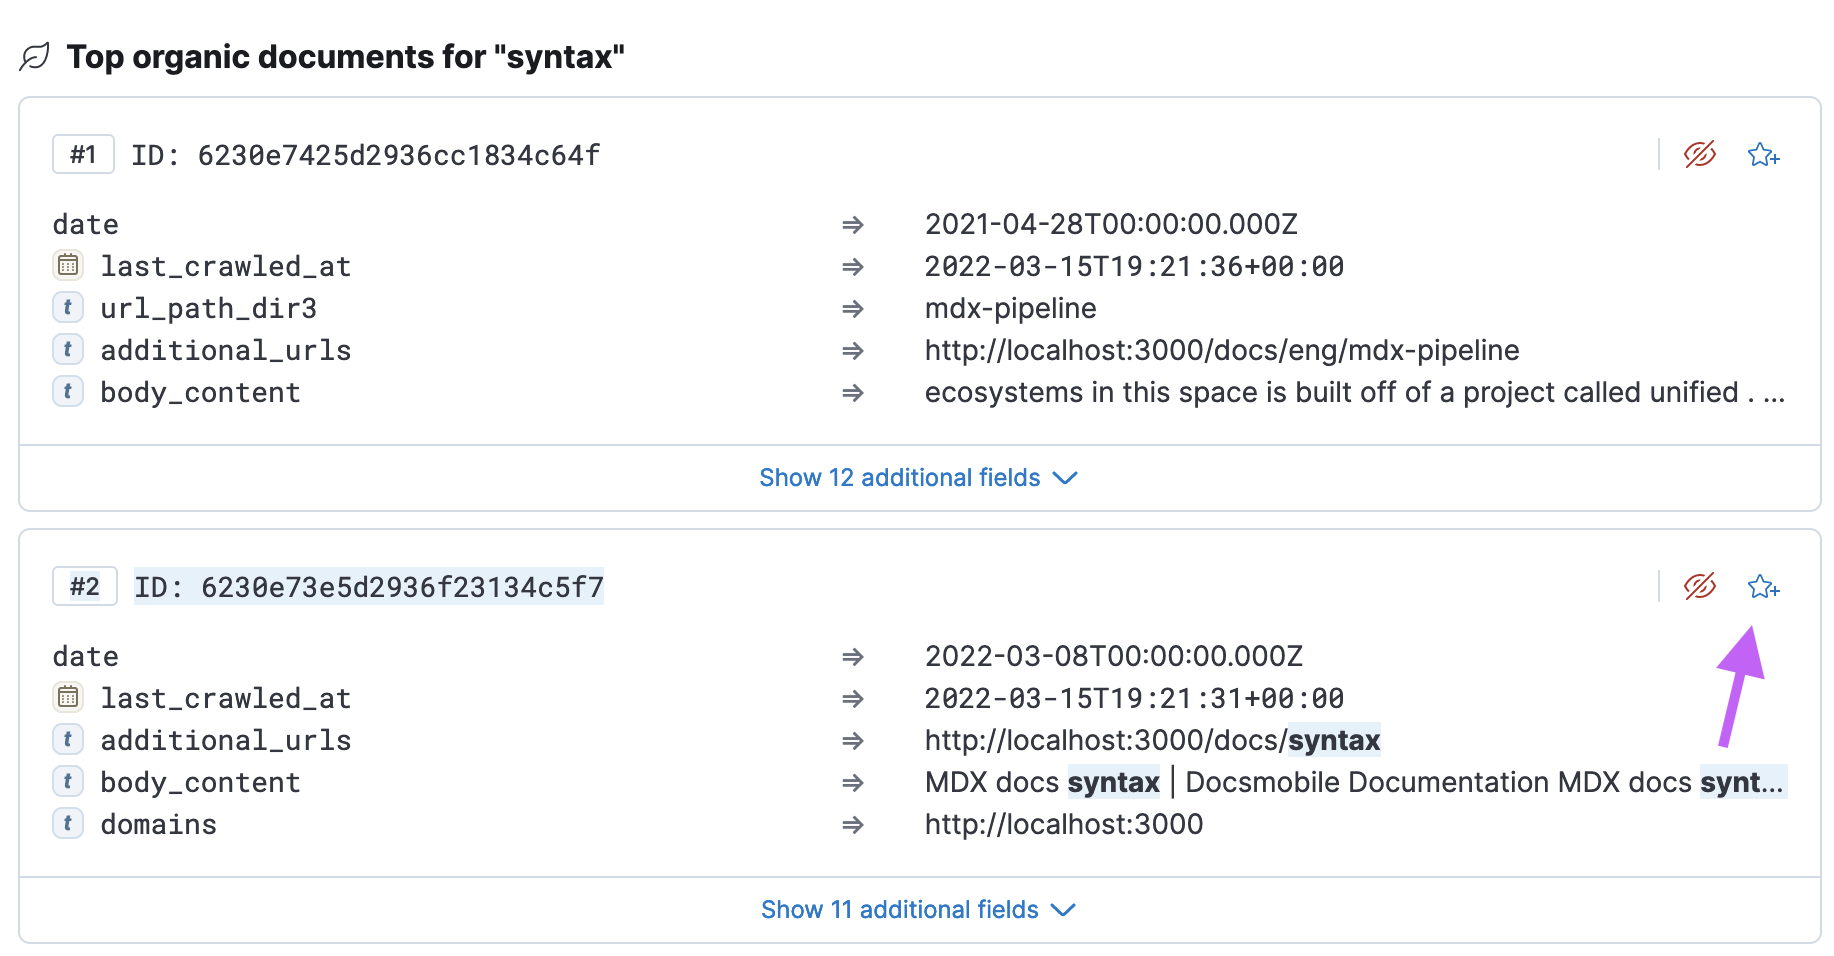 Top organic documents for "syntax"
#1 ID: 6230e7425d2936cc1834c64f
date ⇒ 2021-04-28T00:00:00.000Z
last_crawled_at ⇒ 2022-03-15T19:21:36+00:00
t url_path_dir3 ⇒ mdx-pipeline
t additional_urls ⇒ http://localhost:3000/docs/eng/mdx-pipeline
t body_content ⇒ ecosystems in this space is built off of a project called unified . ...
Show 12 additional fields
#2 ID: 6230e73e5d2936f23134c5f7
date ⇒ 2022-03-08T00:00:00.000Z
last_crawled_at ⇒ 2022-03-15T19:21:31+00:00
t additional_urls ⇒ http://localhost:3000/docs/syntax
t body_content ⇒ MDX docs syntax | Docsmobile Documentation MDX docs synt...
t domains ⇒ http://localhost:3000
Show 11 additional fields